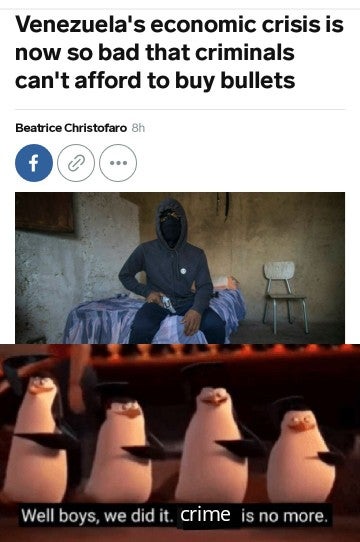 Venezuela's economic crisis is
now so bad that criminals
can't afford to buy bullets
Beatrice Christofaro 8h
f
Well boys, we did it. crime is no more.